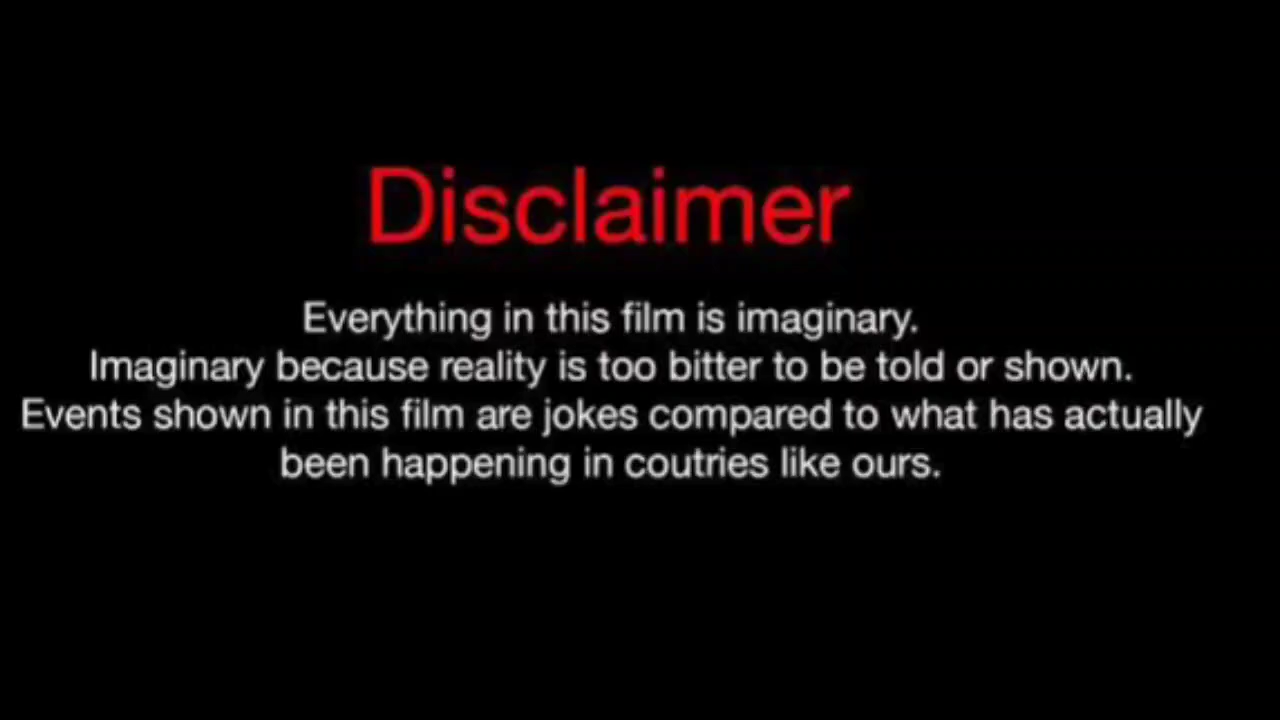 Disclaimer
Everything in this film is imaginary.
Imaginary because reality is too bitter to be told or shown.
Events shown in this film are jokes compared to what has actually
been happening in coutries like ours.